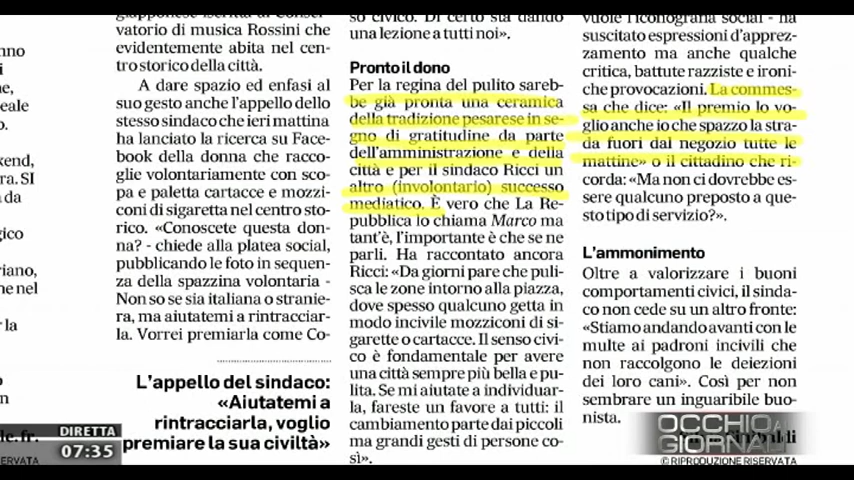 giapponese iscritta al Conser-
vatorio di musica Rossini che
evidentemente abita nel cen-
tro storico della città.
A dare spazio ed enfasi al
suo gesto anche l'appello dello
stesso sindaco che ieri mattina
ha lanciato la ricerca su Face-
book della donna che racco-
glie volontariamente con sco-
pa e paletta cartacce e mozzi-
coni di sigaretta nel centro sto-
rico. «Conoscete questa don-
na? - chiede alla platea social,
pubblicando le foto in sequen-
za della spazzina volontaria -
Non so se sia italiana o stranie-
ra, ma aiutatemi a rintracciar-
la. Vorrei premiarla come Co-
L'appello del sindaco:
«Aiutatemi a
rintracciarla, voglio
premiare la sua civiltà»
so civico. Di certo sta dando
una lezione a tutti noi».
Pronto il dono
Per la regina del pulito sareb-
be già pronta una ceramica
della tradizione pesarese in se-
gno di gratitudine da parte
dell'amministrazione e della
città e per il sindaco Ricci un
altro (involontario) successo
mediatico. È vero che La Re-
pubblica lo chiama Marco ma
tant'è, l'importante è che se ne
parli. Ha raccontato ancora
Ricci: «Da giorni pare che puli-
sca le zone intorno alla piazza,
dove spesso qualcuno getta in
modo incivile mozziconi di si-
garette o cartacce. Il senso civi-
co è fondamentale per avere
una città sempre più bella e pu-
lita. Se mi aiutate a individuar-
la, fareste un favore a tutti: il
cambiamento parte dai piccoli
ma grandi gesti di persone co-
sì».
vuole l'iconografia social - ha
suscitato espressioni d'apprez-
zamento ma anche qualche
critica, battute razziste e ironi-
che provocazioni. La commes-
sa che dice: «Il premio lo vo-
glio anche io che spazzo la stra-
da fuori dal negozio tutte le
mattine» o il cittadino che ri-
corda: «Ma non ci dovrebbe es-
sere qualcuno preposto a que-
sto tipo di servizio?».
L'ammonimento
Oltre a valorizzare i buoni
comportamenti civici, il sinda-
co non cede su un altro fronte:
«Stiamo andando avanti con le
multe ai padroni incivili che
non raccolgono le deiezioni
dei loro cani». Così per non
sembrare un inguaribile buo-
nista.
© RIPRODUZIONE RISERVATA
DIRETTA
07:35
OCCHIO AI
GIORNALI